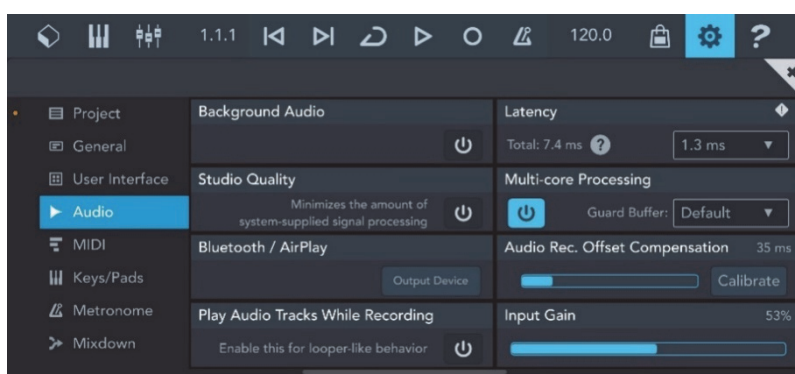 1.1.1 120.0 ?
Project
General
User Interface
Audio
MIDI
Keys/Pads
Metronome
Mixdown
Background Audio
Studio Quality
Minimizes the amount of
system-supplied signal processing
Bluetooth / AirPlay
Output Device
Play Audio Tracks While Recording
Enable this for looper-like behavior
Latency
Total: 7.4 ms ? 1.3 ms
Multi-core Processing
Guard Buffer: Default
Audio Rec. Offset Compensation 35 ms
Calibrate
Input Gain 53%